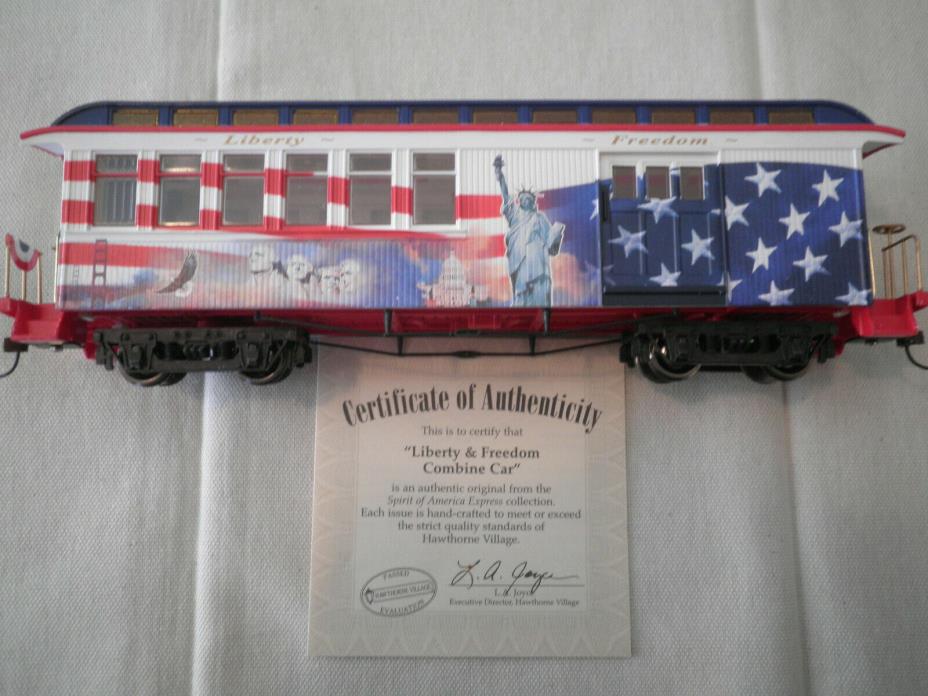 ~ Liberty ~ ~ Freedom ~
Certificate of Authenticity
This is to certify that
"Liberty & Freedom
Combine Car"
is an authentic original from the
Spirit of America Express collection.
Each issue is hand-crafted to meet or exceed
the strict quality standards of
Hawthorne Village.
PASSED
HAWTHORNE VILLAGE
EVALUATION
L. A. Joyce
L.A. Joyce
Executive Director, Hawthorne Village